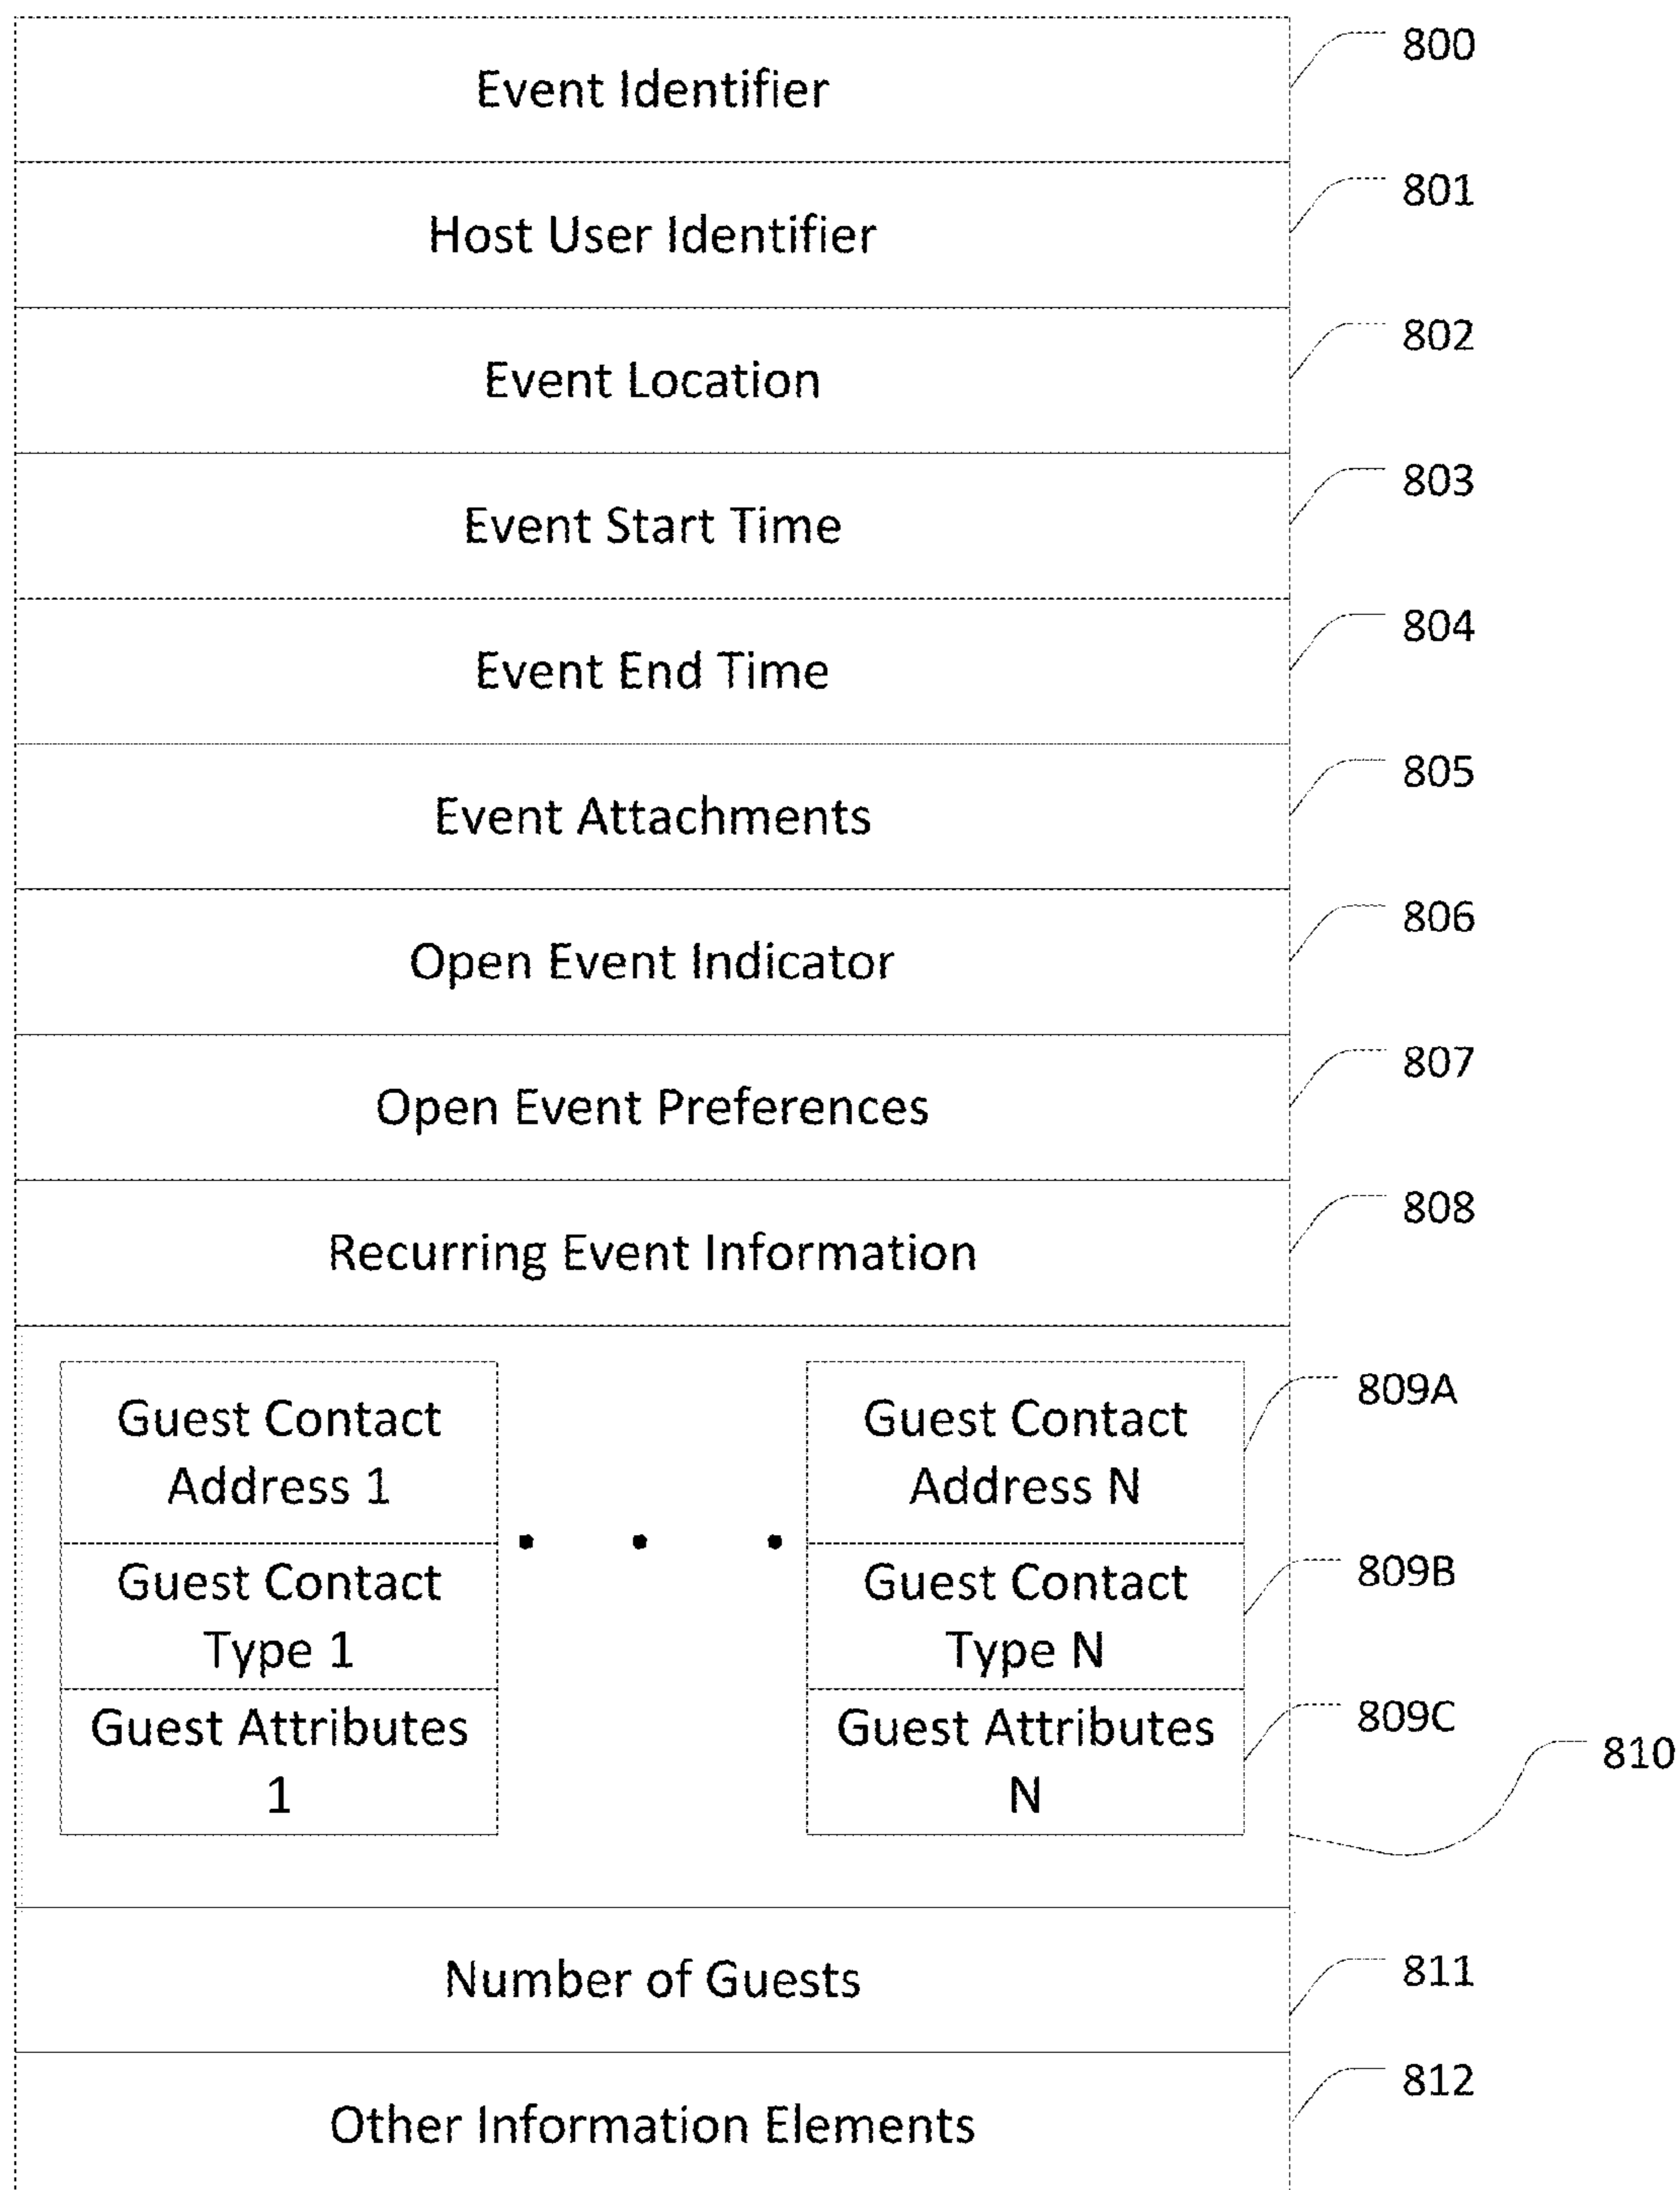 Event Identifier
800
Host User Identifier
801
Event Location
802
Event Start Time
803
Event End Time
804
Event Attachments
805
Open Event Indicator
806
Open Event Preferences
807
Recurring Event Information
808
Guest Contact
Address 1
Guest Contact
Type 1
Guest Attributes
1
Guest Contact
Address N
Guest Contact
Type N
Guest Attributes
N
809A
809B
809C
810
Number of Guests
811
Other Information Elements
812